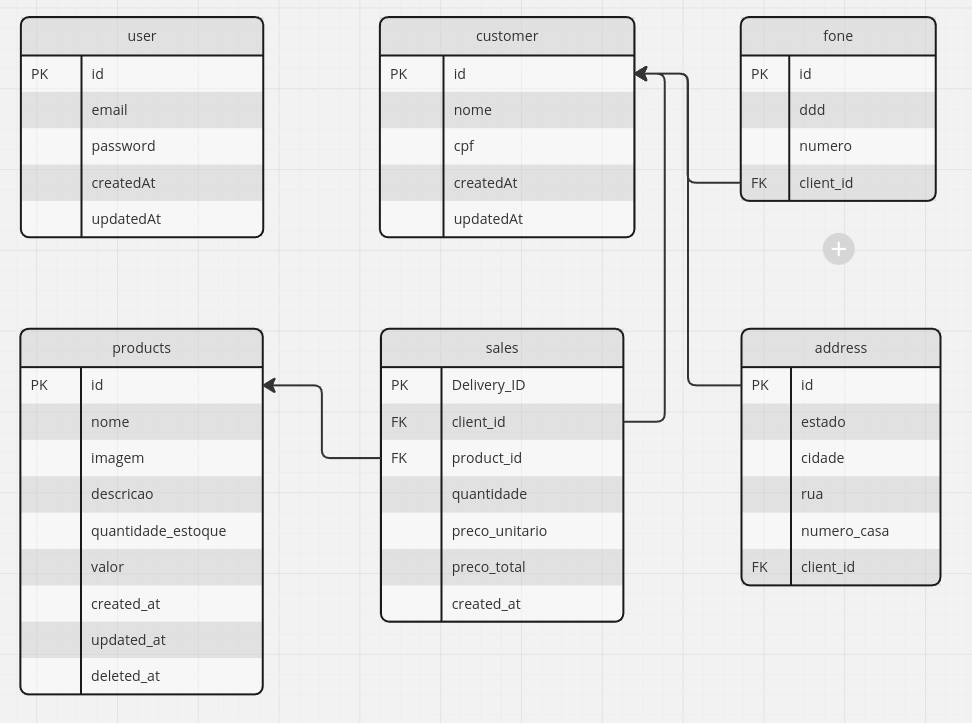 user
PK id
email
password
createdAt
updatedAt
customer
PK id
nome
cpf
createdAt
updatedAt
fone
PK id
ddd
numero
FK client_id
products
PK id
nome
imagem
descricao
quantidade_estoque
valor
created_at
updated_at
deleted_at
sales
PK Delivery_ID
FK client_id
FK product_id
quantidade
preco_unitario
preco_total
created_at
address
PK id
estado
cidade
rua
numero_casa
FK client_id